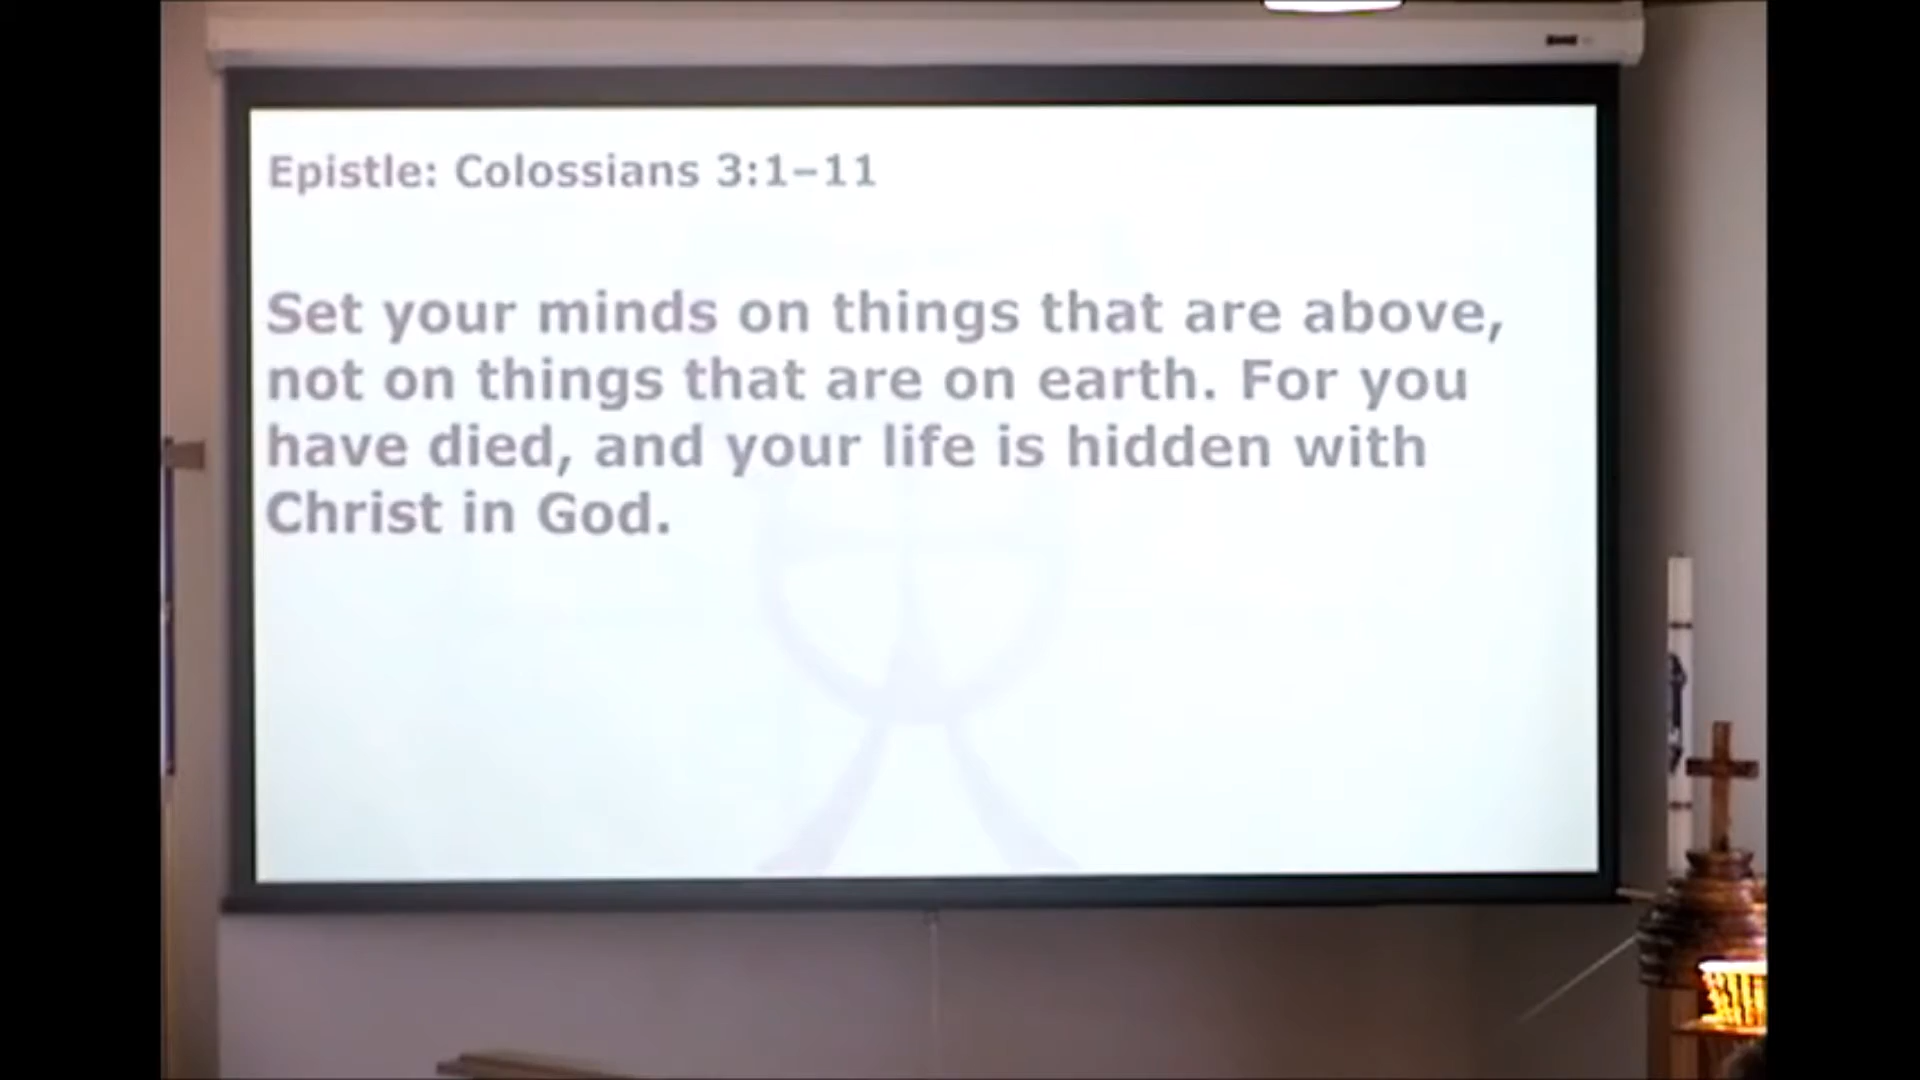 Epistle: Colossians 3:1–11
Set your minds on things that are above,
not on things that are on earth. For you
have died, and your life is hidden with
Christ in God.